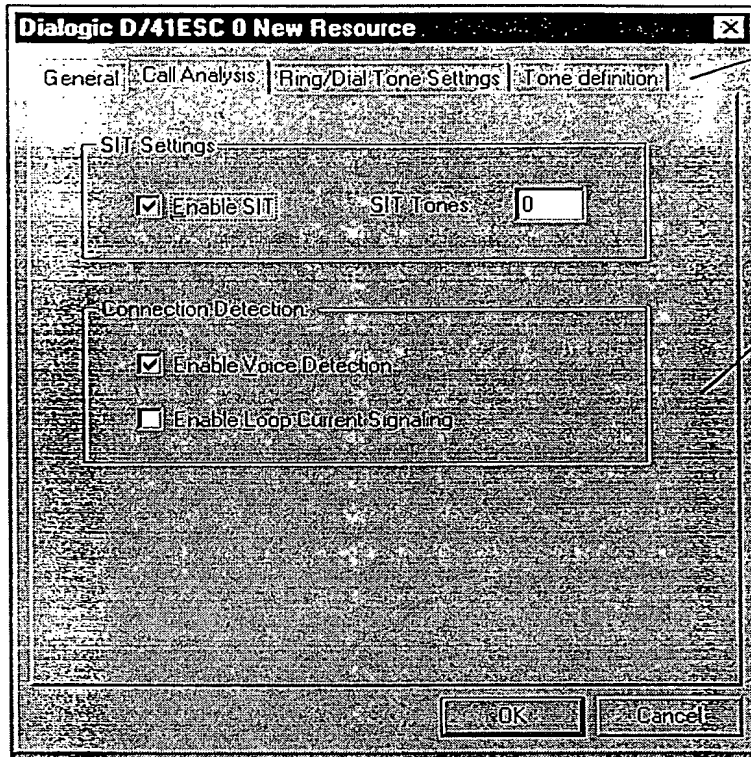 Dialogic D/41ESC 0 New Resource
General Call Analysis Ring/Dial Tone Settings Tone definition
SIT Settings
Enable SIT SIT Tones: 0
Connection Detection:
Enable Voice Detection
Enable Loop Current Signaling
OK Cancel